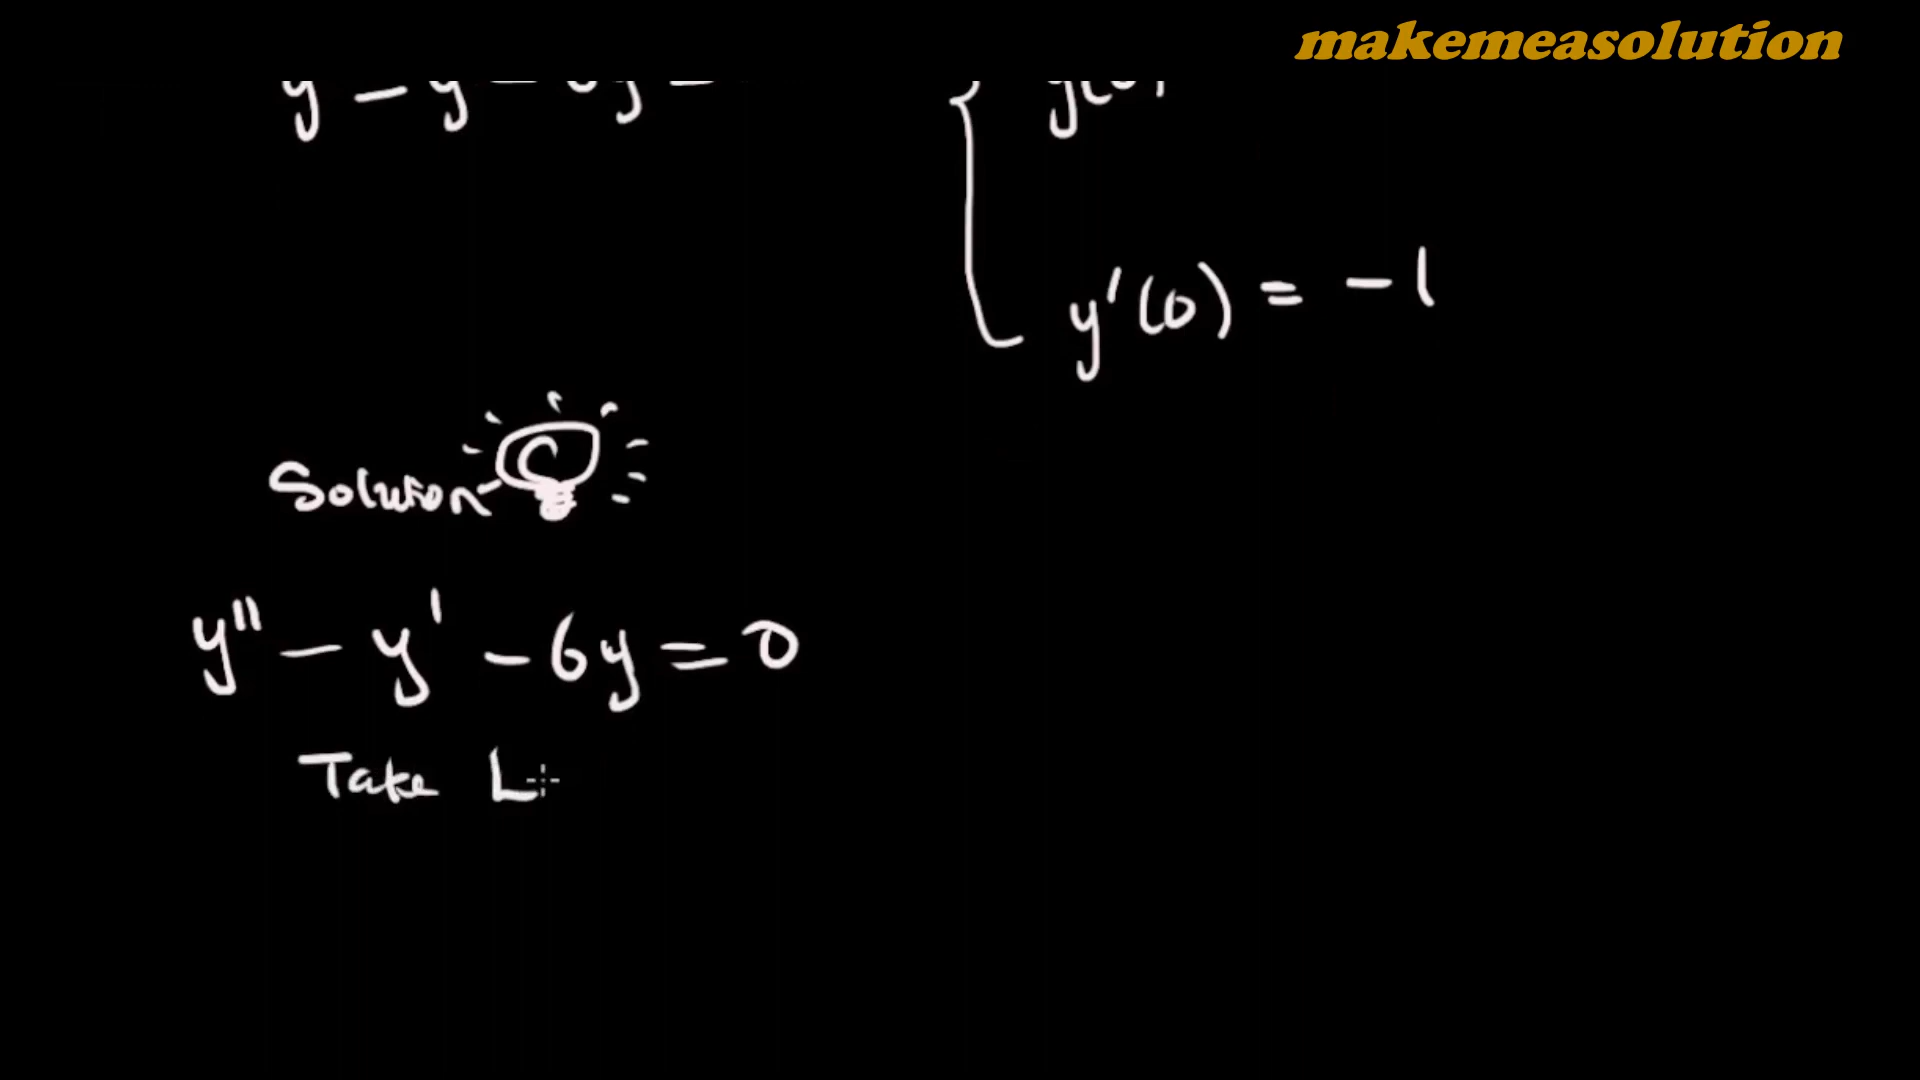 makemeasolution
y'(0) = -1
Solution
y'' - y' - 6y = 0
Take L